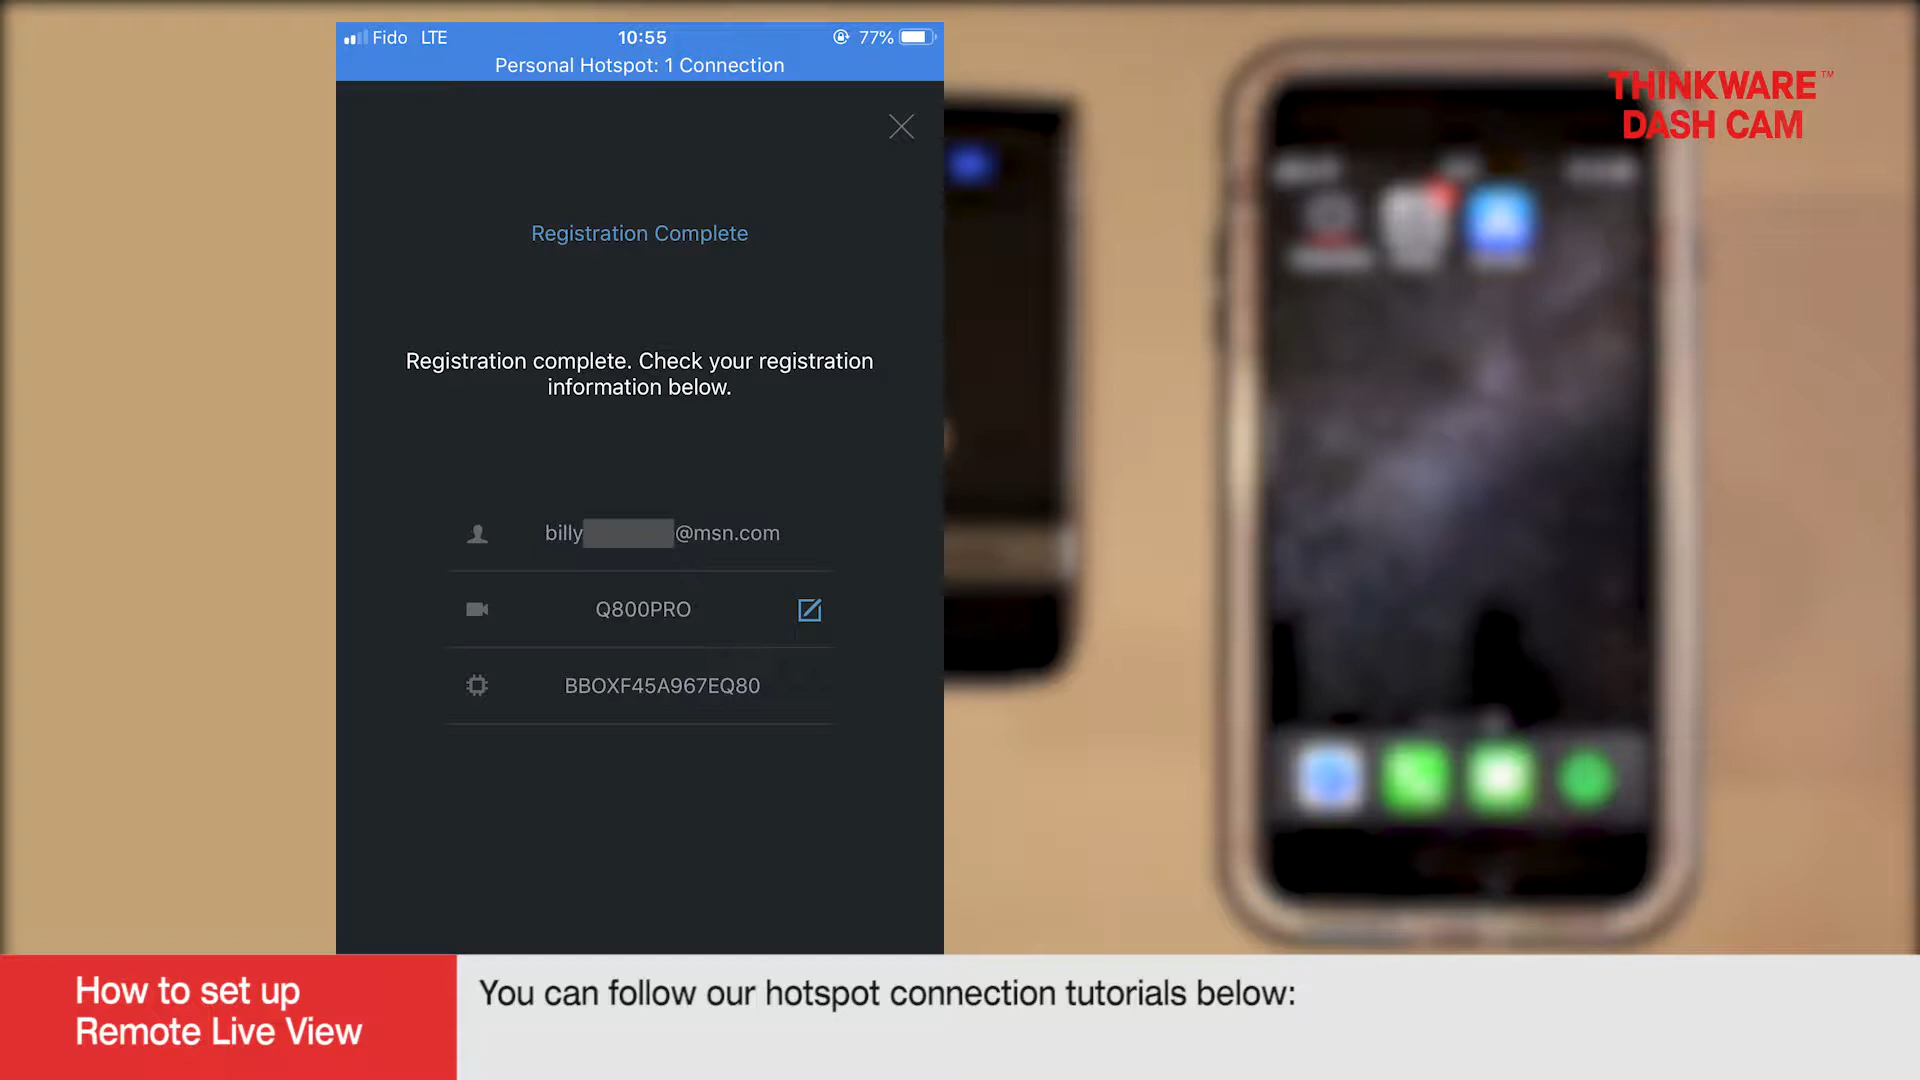 Fido LTE 10:55 77%
Personal Hotspot: 1 Connection
THINKWARE™
DASH CAM
Registration Complete
Registration complete. Check your registration
information below.
billy @msn.com
Q800PRO
BBOXF45A967EQ80
How to set up
Remote Live View
You can follow our hotspot connection tutorials below: